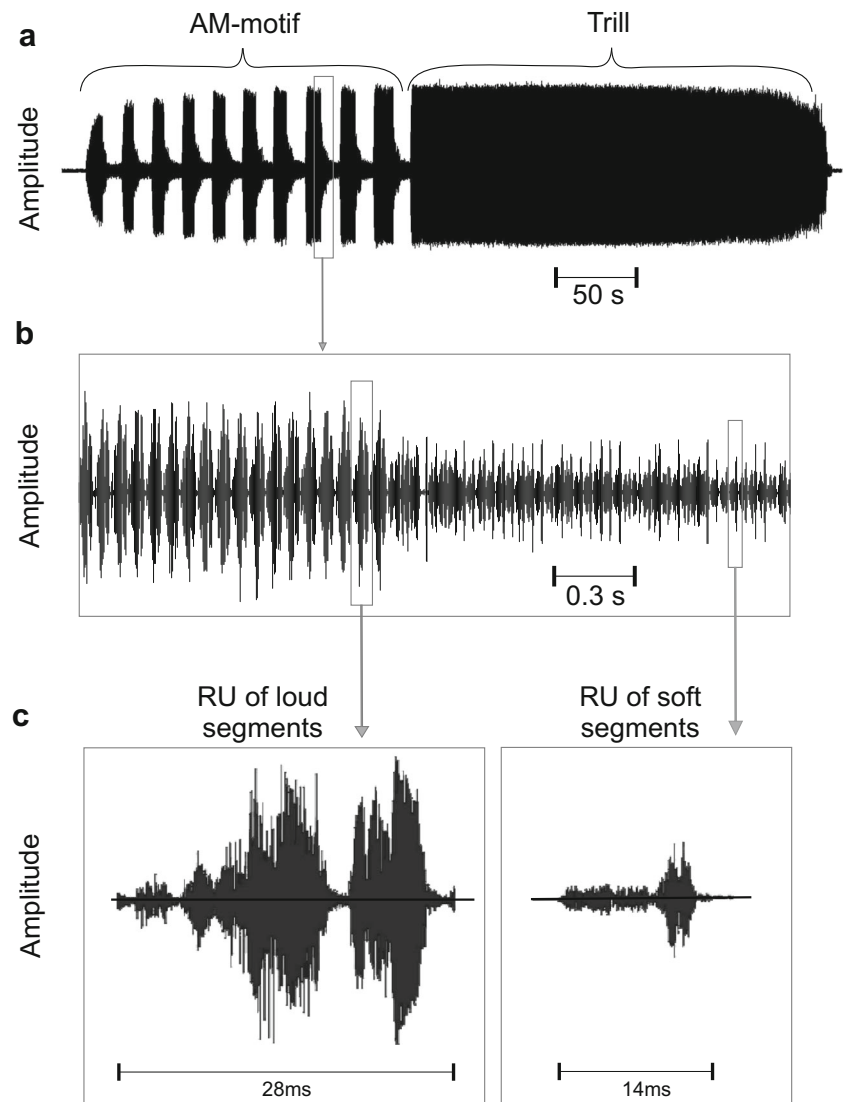 a
AM-motif
Trill
Amplitude
50 s
b
Amplitude
0.3 s
c
RU of loud
segments
RU of soft
segments
Amplitude
28ms
14ms